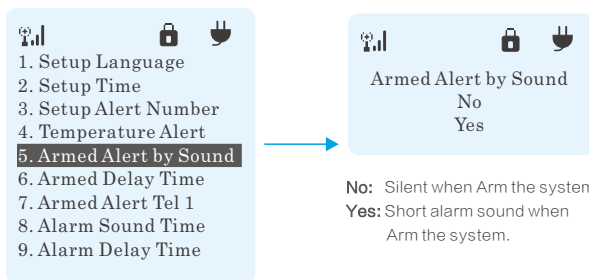 1. Setup Language
2. Setup Time
3. Setup Alert Number
4. Temperature Alert
5. Armed Alert by Sound
6. Armed Delay Time
7. Armed Alert Tel 1
8. Alarm Sound Time
9. Alarm Delay Time
Armed Alert by Sound
No
Yes
No: Silent when Arm the system
Yes: Short alarm sound when
Arm the system.